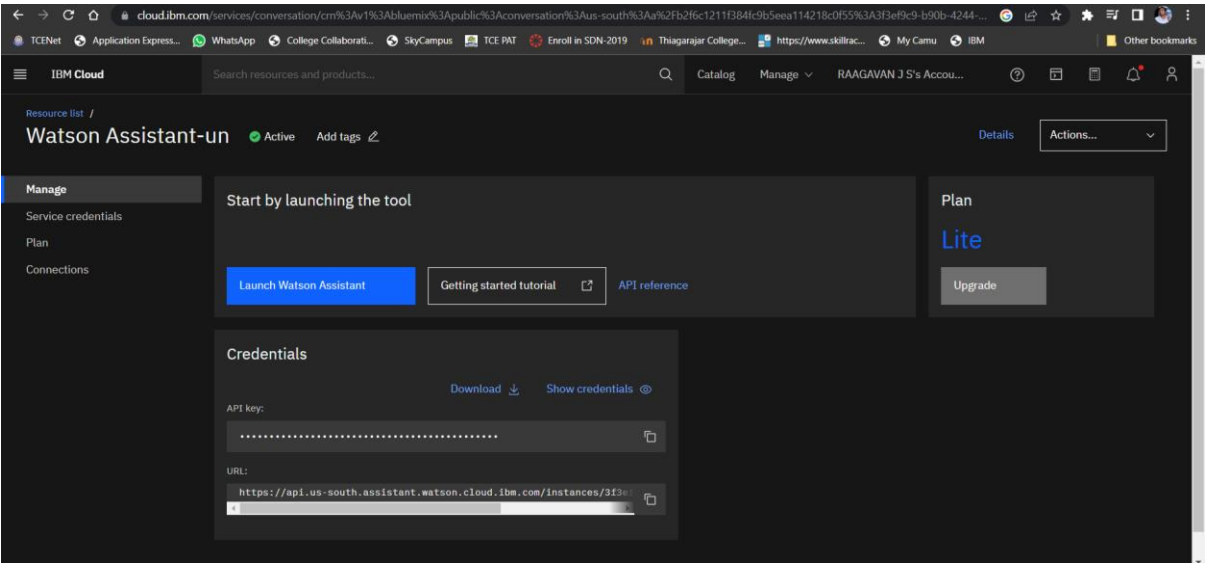 cloud.ibm.com/services/conversation/crn%3Av1%3Abluemix%3Apublic%3Aconversation%3Aus-south%3Aa%2Fb2f6c1211f384fc9b5eea114218c0f55%3A3f3ef9c9-b90b-4244-...
TCENet Application Express... WhatsApp College Collaborati... SkyCampus TCE PAT Enroll in SDN-2019 Thiagarajar College... https://www.skillrac... My Camu IBM Other bookmarks
IBM Cloud Search resources and products... Catalog Manage RAAGAVAN J S's Accou...
Resource list /
Watson Assistant-un Active Add tags Details Actions...
Manage
Service credentials
Plan
Connections
Start by launching the tool
Launch Watson Assistant Getting started tutorial API reference
Plan
Lite
Upgrade
Credentials
Download Show credentials
API key:
••••••••••••••••••••••••••••••••••••••••••••
URL:
https://api.us-south.assistant.watson.cloud.ibm.com/instances/3f3e